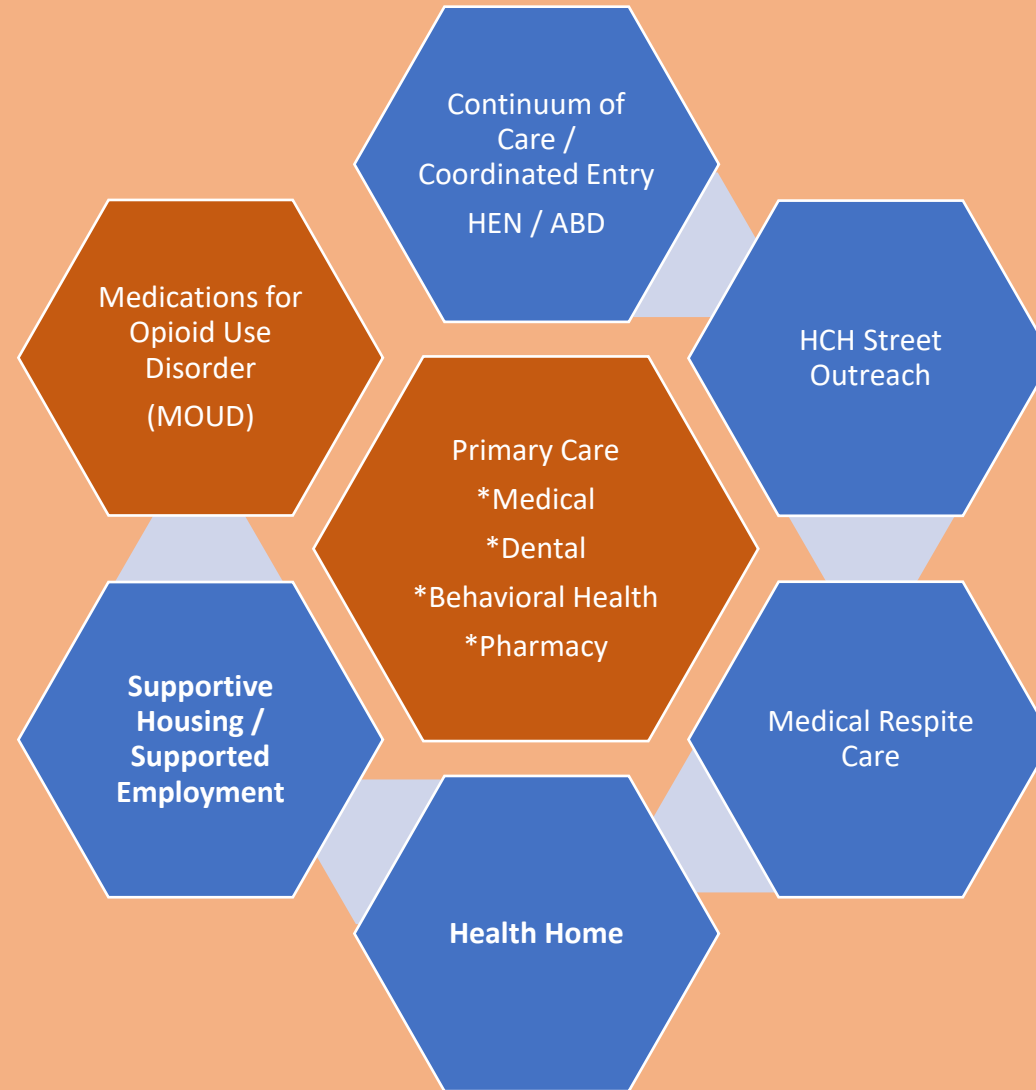 Continuum of
Care /
Coordinated Entry
HEN / ABD
HCH Street
Outreach
Medical Respite
Care
Health Home
Supportive
Housing /
Supported
Employment
Medications for
Opioid Use
Disorder
(MOUD)
Primary Care
*Medical
*Dental
*Behavioral Health
*Pharmacy